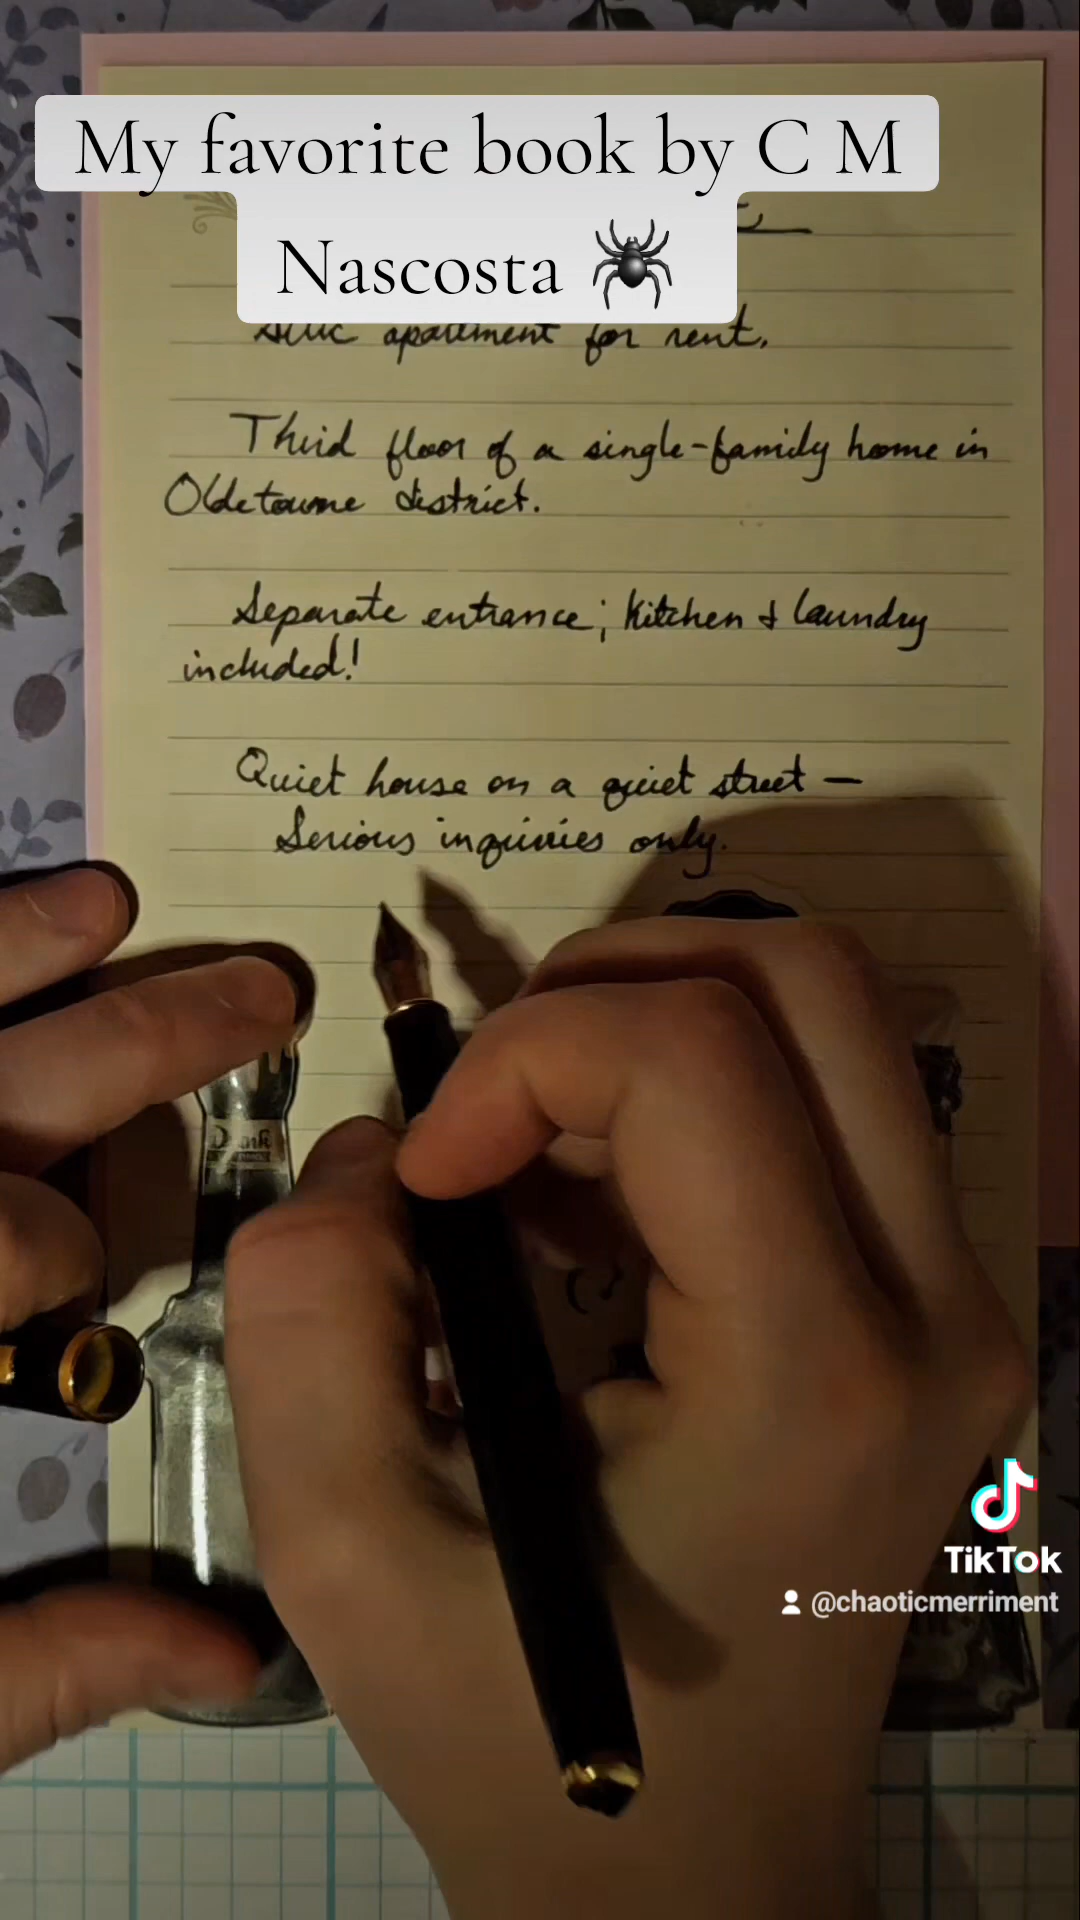 My favorite book by C M
Nascosta 🕷
apartment for rent.
Third floor of a single-family home in
Oldetowne district.
Separate entrance; kitchen & laundry
included!
Quiet house on a quiet street —
Serious inquiries only.
Drink
TikTok
@chaoticmerriment